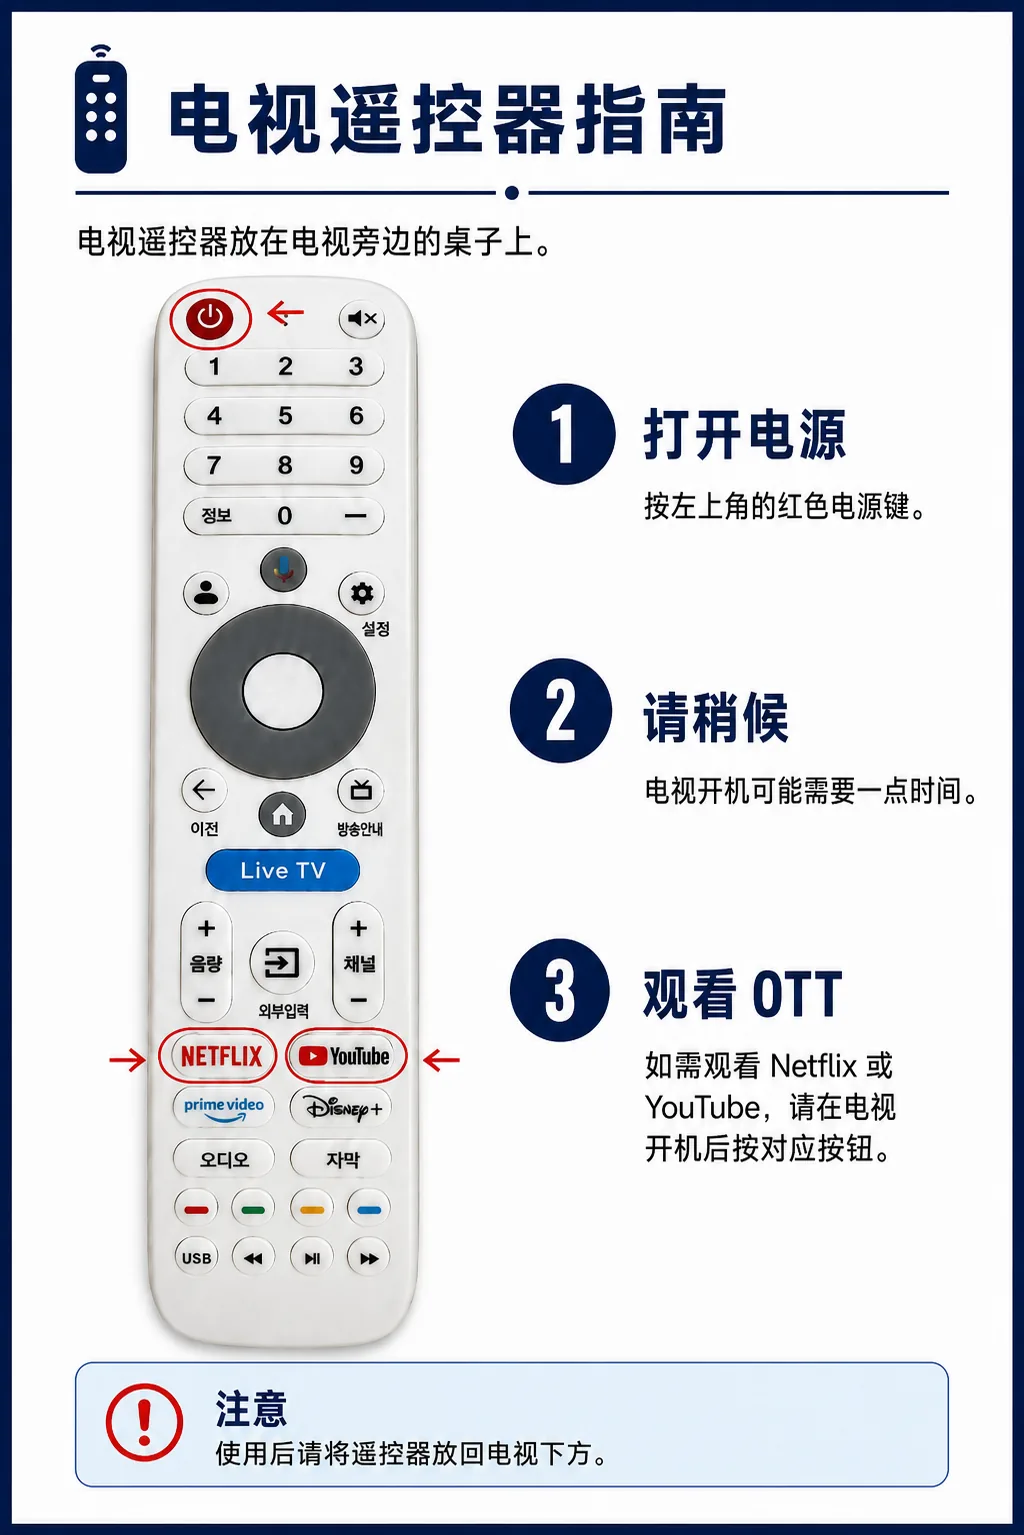 电视遥控器指南
电视遥控器放在电视旁边的桌子上。
1 2 3
4 5 6
7 8 9
정보 0 —
설정
이전
방송안내
Live TV
+ +
음량 채널
– –
외부입력
NETFLIX YouTube
prime video Disney+
오디오 자막
USB
1 打开电源
按左上角的红色电源键。
2 请稍候
电视开机可能需要一点时间。
3 观看 OTT
如需观看 Netflix 或
YouTube，请在电视
开机后按对应按钮。
注意
使用后请将遥控器放回电视下方。